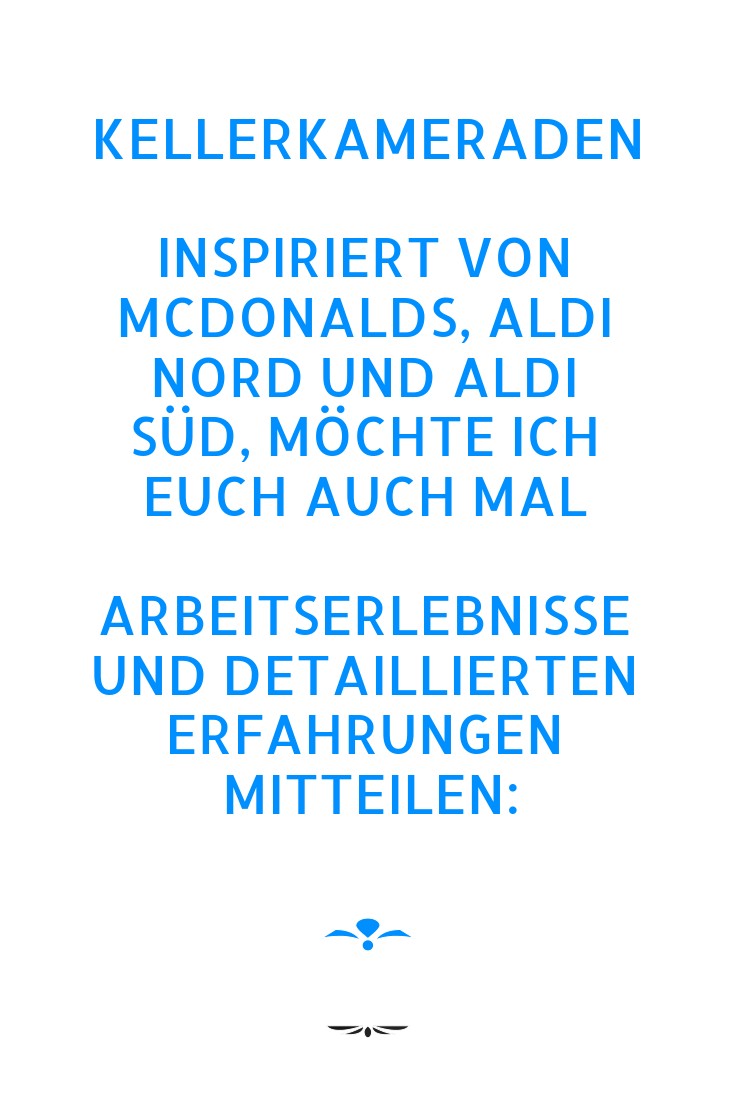 KELLERKAMERADEN
INSPIRIERT VON
MCDONALDS, ALDI
NORD UND ALDI
SÜD, MÖCHTE ICH
EUCH AUCH MAL
ARBEITSERLEBNISSE
UND DETAILLIERTEN
ERFAHRUNGEN
MITTEILEN: